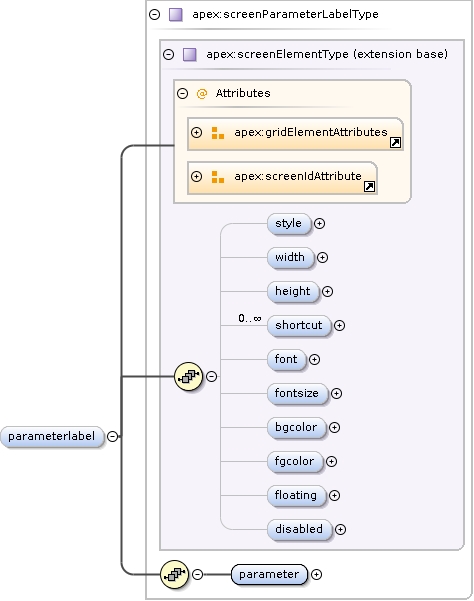 apex:screenParameterLabelType
apex:screenElementType (extension base)
@ Attributes
apex:gridElementAttributes
apex:screenIdAttribute
style
width
height
0..∞
shortcut
font
fontsize
bgcolor
fgcolor
floating
disabled
parameterlabel
parameter